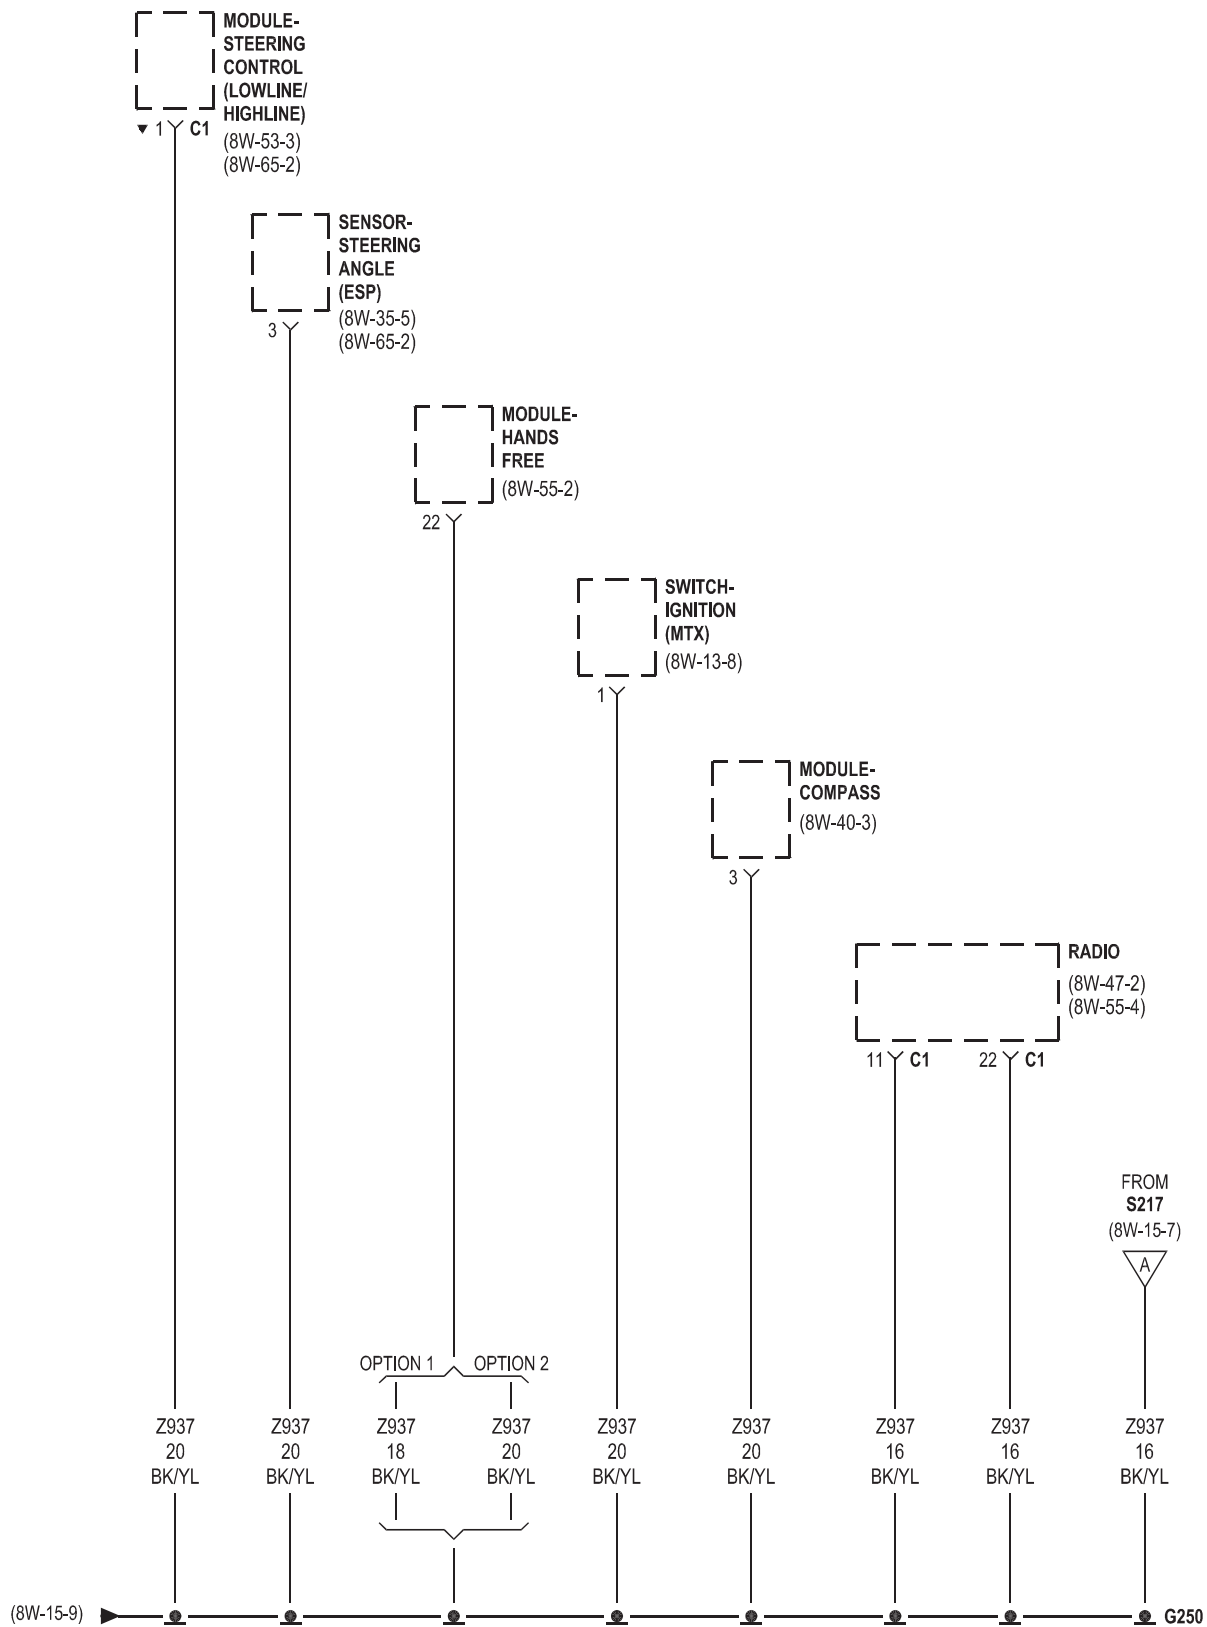 MODULE-
STEERING
CONTROL
(LOWLINE/
HIGHLINE)
1 C1
(8W-53-3)
(8W-65-2)
SENSOR-
STEERING
ANGLE
(ESP)
(8W-35-5)
3
(8W-65-2)
MODULE-
HANDS
FREE
(8W-55-2)
22
SWITCH-
IGNITION
(MTX)
(8W-13-8)
1
MODULE-
COMPASS
(8W-40-3)
3
RADIO
(8W-47-2)
(8W-55-4)
11 C1 22 C1
FROM
S217
(8W-15-7)
A
OPTION 1 OPTION 2
Z937 Z937 Z937 Z937 Z937 Z937 Z937 Z937 Z937
20 20 18 20 20 20 16 16 16
BK/YL BK/YL BK/YL BK/YL BK/YL BK/YL BK/YL BK/YL BK/YL
(8W-15-9) G250